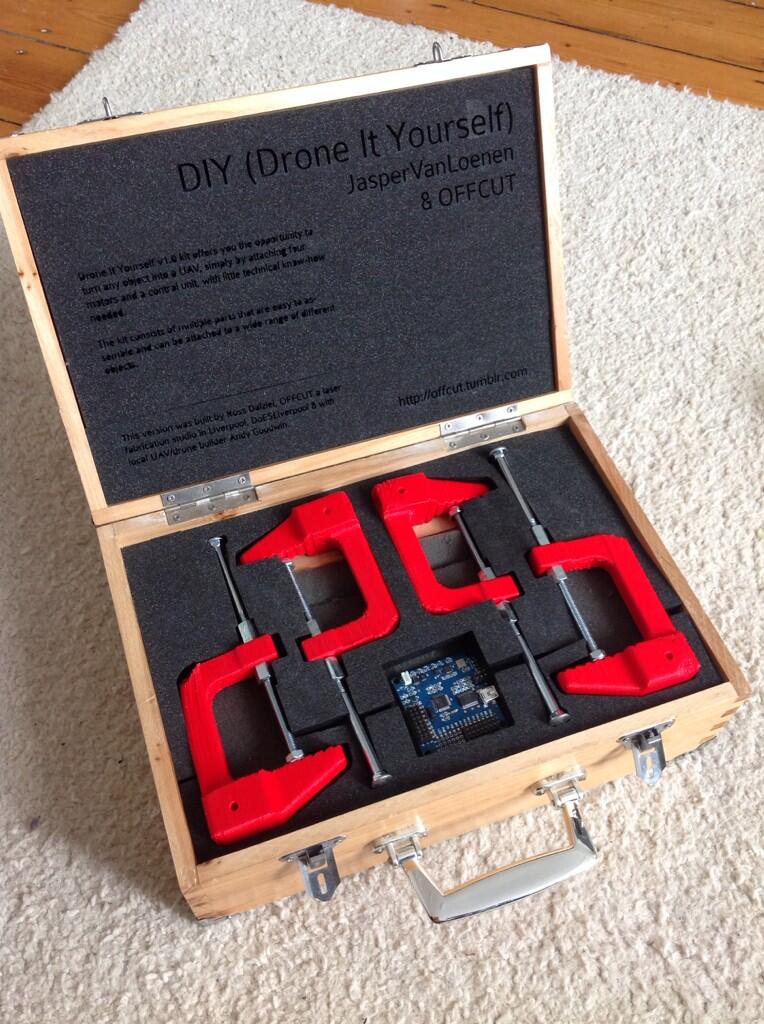 DIY (Drone It Yourself)
JasperVanLoenen
& OFFCUT
Drone It Yourself v1.0 kit offers you the opportunity to
turn any object into a UAV, simply by attaching four
motors and a control unit, with little technical know-how
needed.
The kit consists of multiple parts that are easy to as-
semble and can be attached to a wide range of different
objects.
This version was built by Ross Dalziel, OFFCUT a laser
fabrication studio in Liverpool, DoESLiverpool & with
local UAV/drone builder Andy Goodwin.
http://offcut.tumblr.com